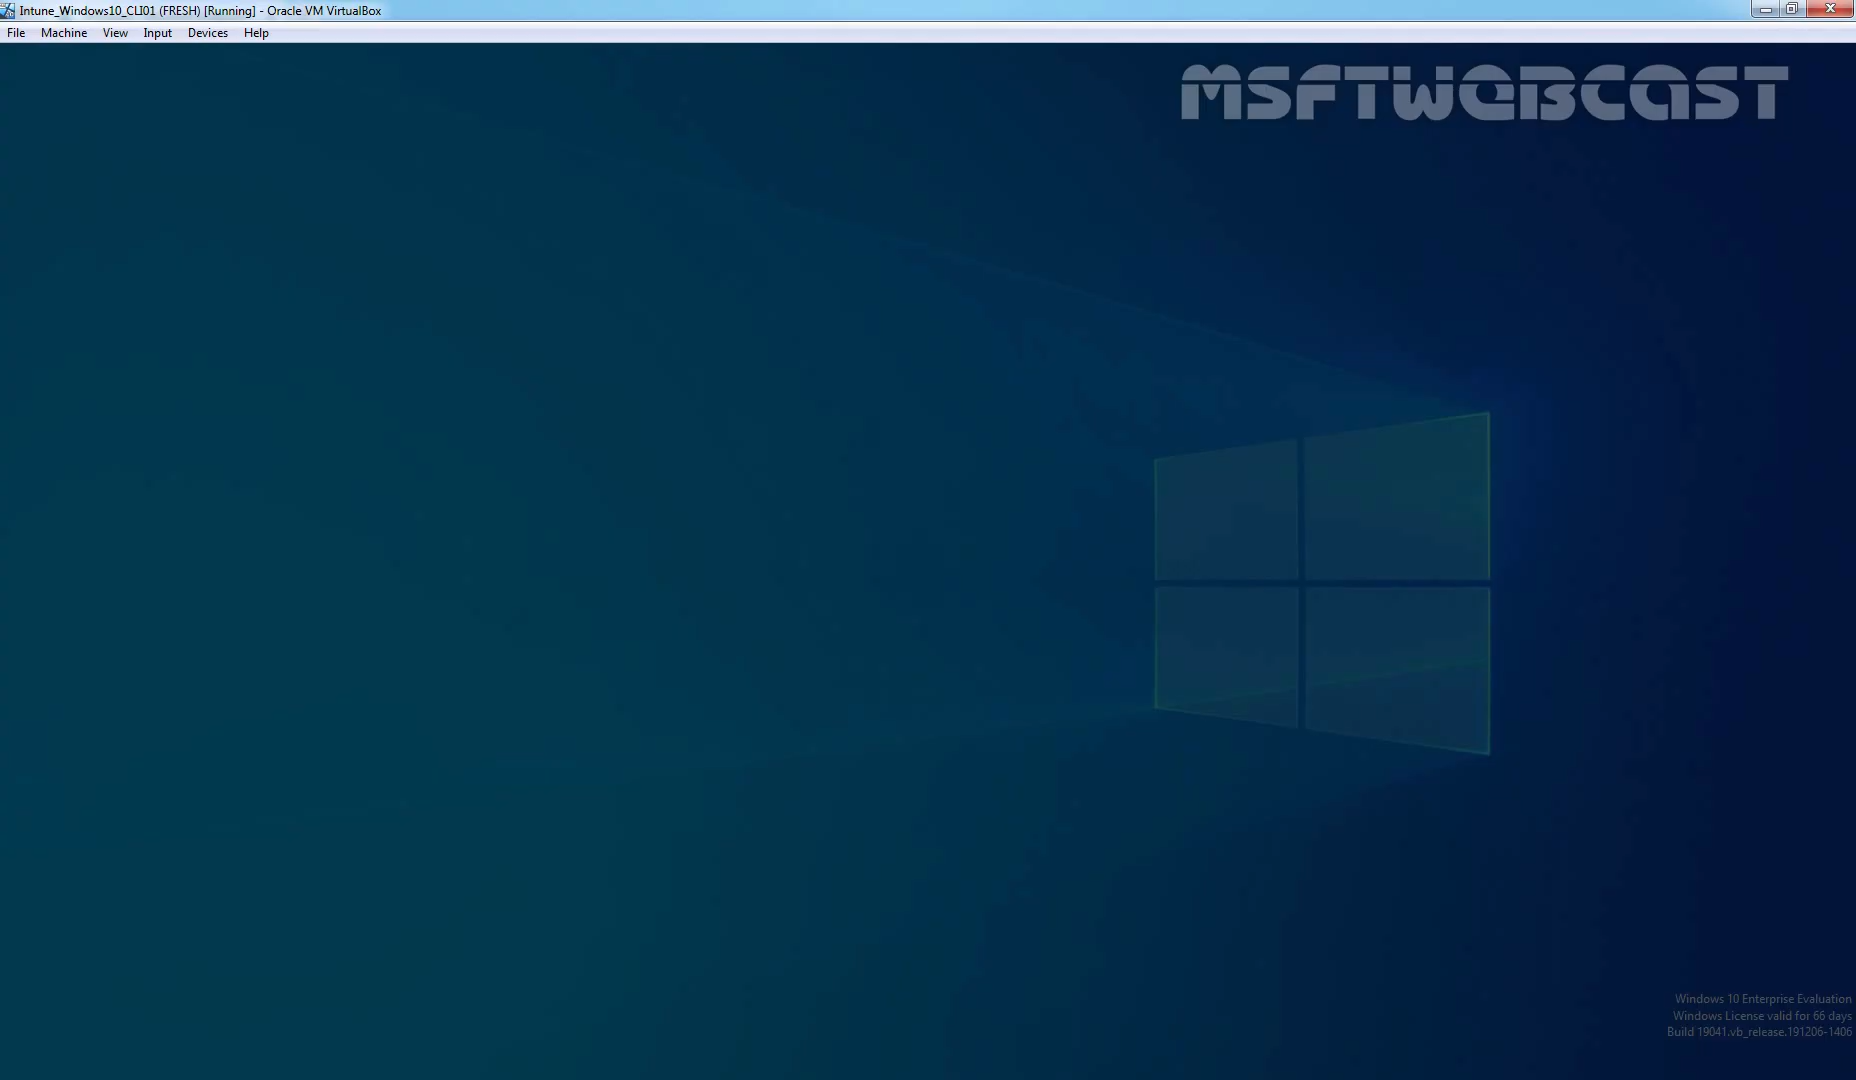 Intune_Windows10_CLI01 (FRESH) [Running] - Oracle VM VirtualBox
File Machine View Input Devices Help
MSFTWEBCAST
Windows 10 Enterprise Evaluation
Windows License valid for 66 days
Build 19041.vb_release.191206-1406